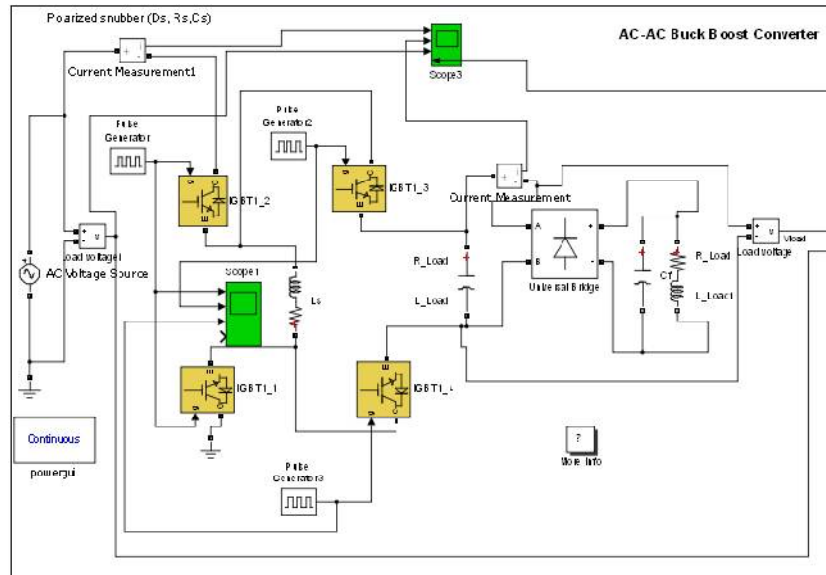 Poarized snubber (Ds, Rs,Cs)
AC-AC Buck Boost Converter
Current Measurement1
Scope3
Pulse
Generator
Pulse
Generator2
IGBT1_2
IGBT1_3
Current Measurement
Load voltage1
AC Voltage Source
Scope1
Ls
R_Load
L_Load
A
B
Universal Bridge
Cf
R_Load
L_Load1
Load voltage
Vload
IGBT1_1
IGBT1_4
Continuous
powergui
Pulse
Generator3
?
More Info